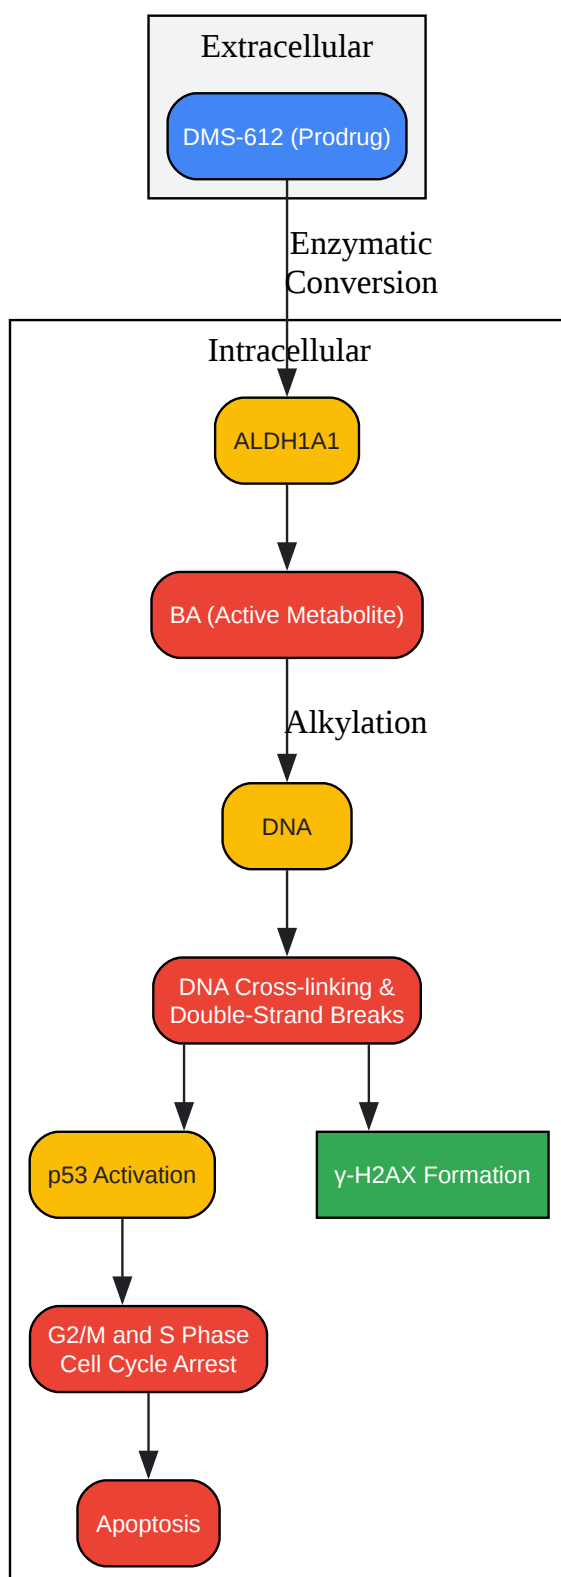 Extracellular
DMS-612 (Prodrug)
Enzymatic
Conversion
Intracellular
ALDH1A1
BA (Active Metabolite)
Alkylation
DNA
DNA Cross-linking &
Double-Strand Breaks
p53 Activation
γ-H2AX Formation
G2/M and S Phase
Cell Cycle Arrest
Apoptosis